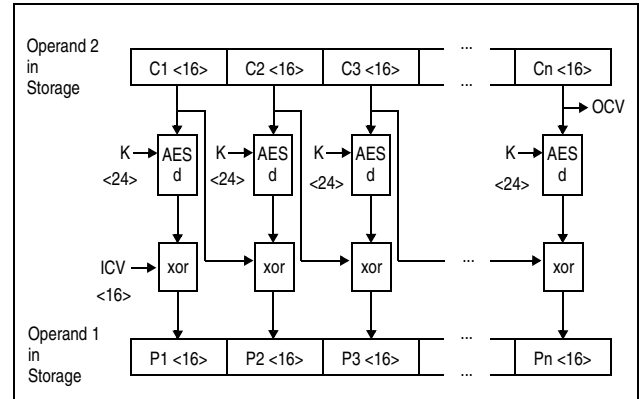 Operand 2
in
Storage
C1 <16> C2 <16> C3 <16> ... ... Cn <16>
OCV
K AES d K AES d K AES d K AES d
<24> <24> <24> <24>
ICV xor xor xor ... xor
<16>
Operand 1
in
Storage
P1 <16> P2 <16> P3 <16> ... ... Pn <16>